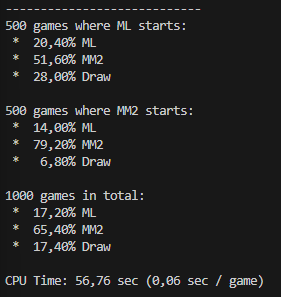 ----------------------------
500 games where ML starts:
 *  20,40% ML
 *  51,60% MM2
 *  28,00% Draw

500 games where MM2 starts:
 *  14,00% ML
 *  79,20% MM2
 *   6,80% Draw

1000 games in total:
 *  17,20% ML
 *  65,40% MM2
 *  17,40% Draw

CPU Time: 56,76 sec (0,06 sec / game)